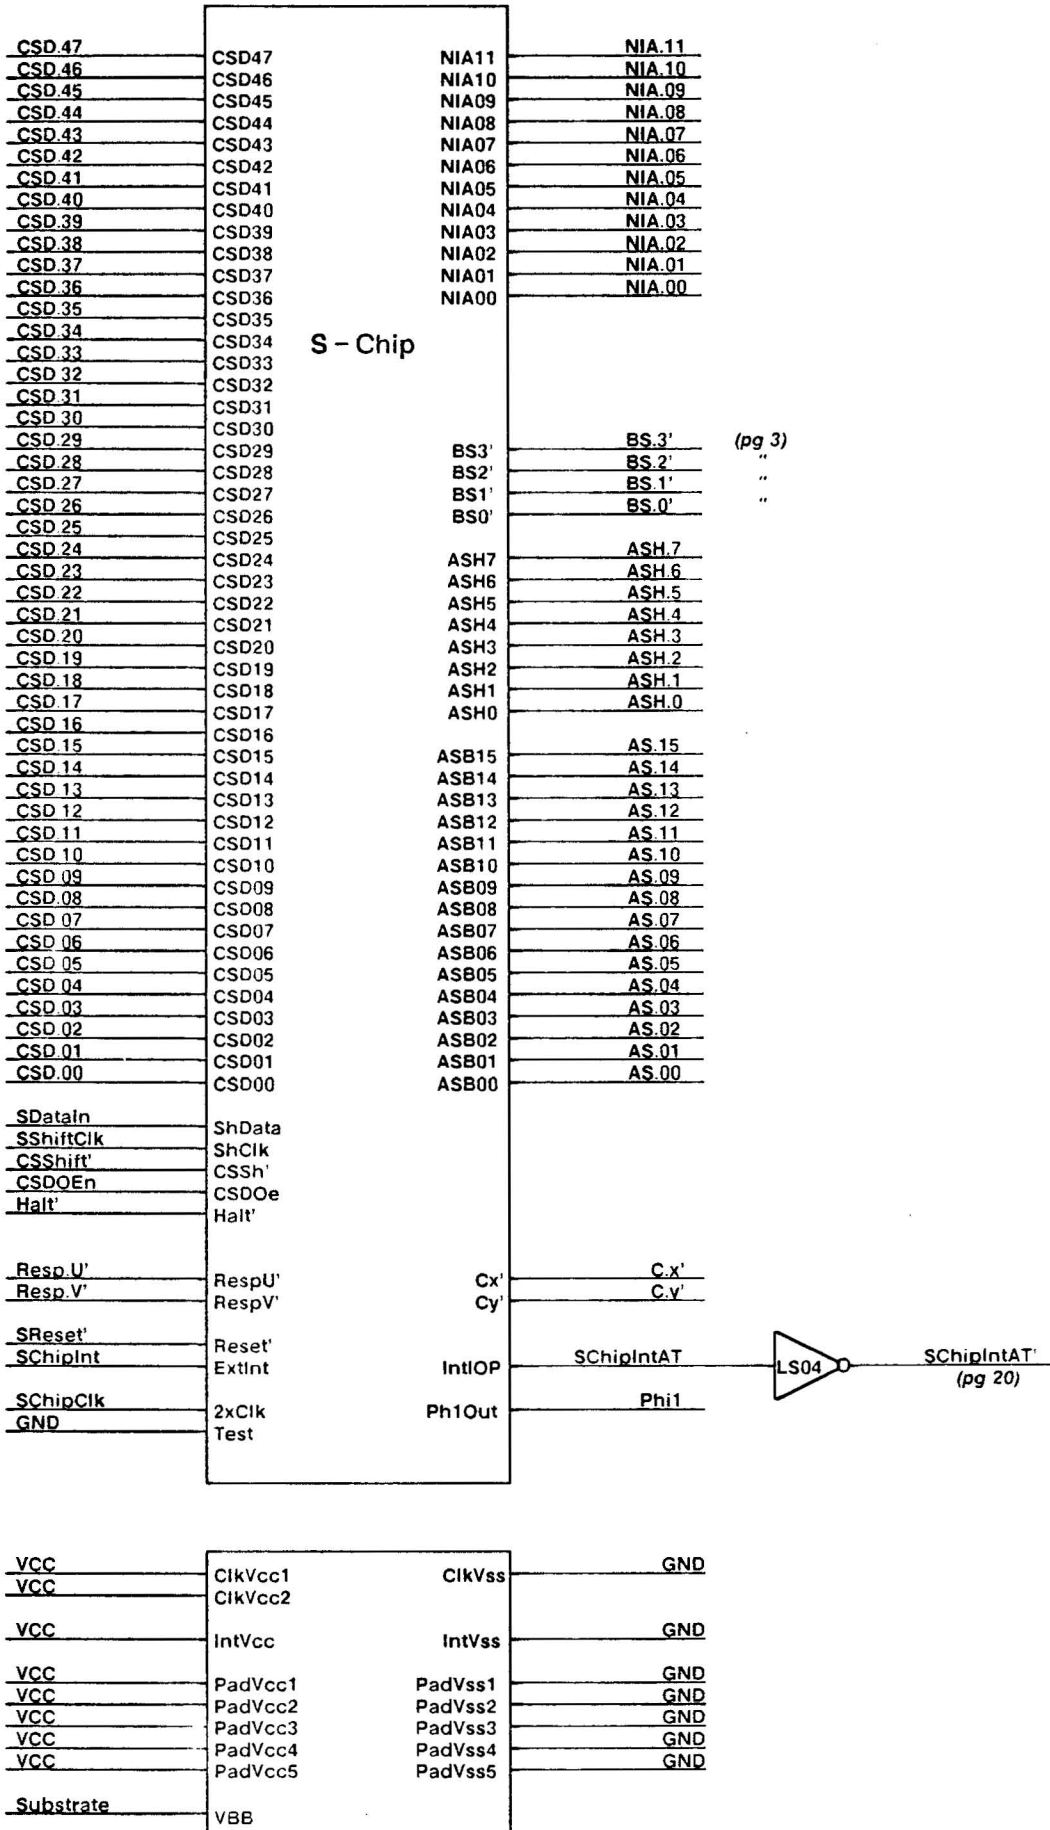 CSD.47 CSD47 NIA11 NIA.11
CSD.46 CSD46 NIA10 NIA.10
CSD.45 CSD45 NIA09 NIA.09
CSD.44 CSD44 NIA08 NIA.08
CSD.43 CSD43 NIA07 NIA.07
CSD.42 CSD42 NIA06 NIA.06
CSD.41 CSD41 NIA05 NIA.05
CSD.40 CSD40 NIA04 NIA.04
CSD.39 CSD39 NIA03 NIA.03
CSD.38 CSD38 NIA02 NIA.02
CSD.37 CSD37 NIA01 NIA.01
CSD.36 CSD36 NIA00 NIA.00
CSD.35 CSD35
CSD.34 CSD34 S – Chip
CSD.33 CSD33
CSD 32 CSD32
CSD.31 CSD31
CSD.30 CSD30
CSD.29 CSD29 BS3' BS.3' (pg 3)
CSD.28 CSD28 BS2' BS.2' "
CSD.27 CSD27 BS1' BS.1' "
CSD 26 CSD26 BS0' BS.0' "
CSD.25 CSD25
CSD.24 CSD24 ASH7 ASH.7
CSD.23 CSD23 ASH6 ASH.6
CSD.22 CSD22 ASH5 ASH.5
CSD.21 CSD21 ASH4 ASH.4
CSD.20 CSD20 ASH3 ASH.3
CSD.19 CSD19 ASH2 ASH.2
CSD.18 CSD18 ASH1 ASH.1
CSD.17 CSD17 ASH0 ASH.0
CSD 16 CSD16
CSD.15 CSD15 ASB15 AS.15
CSD.14 CSD14 ASB14 AS.14
CSD 13 CSD13 ASB13 AS.13
CSD 12 CSD12 ASB12 AS.12
CSD 11 CSD11 ASB11 AS.11
CSD 10 CSD10 ASB10 AS.10
CSD 09 CSD09 ASB09 AS.09
CSD.08 CSD08 ASB08 AS.08
CSD 07 CSD07 ASB07 AS.07
CSD 06 CSD06 ASB06 AS.06
CSD 05 CSD05 ASB05 AS.05
CSD 04 CSD04 ASB04 AS.04
CSD.03 CSD03 ASB03 AS.03
CSD.02 CSD02 ASB02 AS.02
CSD.01 CSD01 ASB01 AS.01
CSD.00 CSD00 ASB00 AS.00
SDataIn ShData
SShiftClk ShClk
CSShift' CSSh'
CSDOEn CSDOe
Halt' Halt'
Resp.U' RespU' Cx' C.x'
Resp.V' RespV' Cy' C.y'
SReset' Reset'
SChipInt ExtInt IntIOP SChipIntAT LS04 SChipIntAT'
(pg 20)
SChipClk 2xClk Ph1Out Phi1
GND Test
VCC ClkVcc1 ClkVss GND
VCC ClkVcc2
VCC IntVcc IntVss GND
VCC PadVcc1 PadVss1 GND
VCC PadVcc2 PadVss2 GND
VCC PadVcc3 PadVss3 GND
VCC PadVcc4 PadVss4 GND
VCC PadVcc5 PadVss5 GND
Substrate VBB